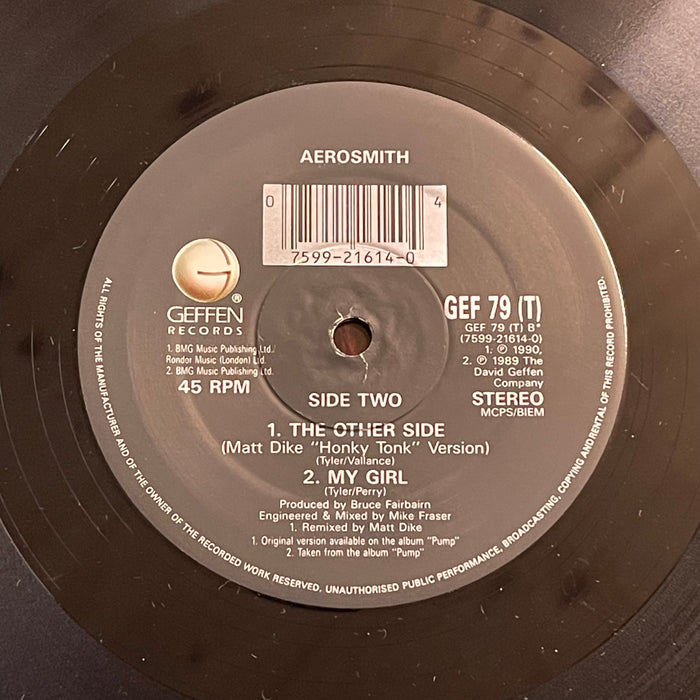 AEROSMITH
0 4
7599-21614-0
GEFFEN®
RECORDS
1. BMG Music Publishing Ltd./
Rondor Music (London) Ltd.
2. BMG Music Publishing Ltd.
45 RPM
GEF 79 (T)
GEF 79 (T) B*
(7599-21614-0)
1. ℗ 1990,
2. ℗ 1989 The
David Geffen
Company
STEREO
MCPS/BIEM
SIDE TWO
1. THE OTHER SIDE
(Matt Dike "Honky Tonk" Version)
(Tyler/Vallance)
2. MY GIRL
(Tyler/Perry)
Produced by Bruce Fairbairn
Engineered & Mixed by Mike Fraser
1. Remixed by Matt Dike
1. Original version available on the album "Pump"
2. Taken from the album "Pump"
ALL RIGHTS OF THE MANUFACTURER AND OF THE OWNER OF THE RECORDED WORK RESERVED. UNAUTHORISED PUBLIC PERFORMANCE, BROADCASTING, COPYING AND RENTAL OF THIS RECORD PROHIBITED.